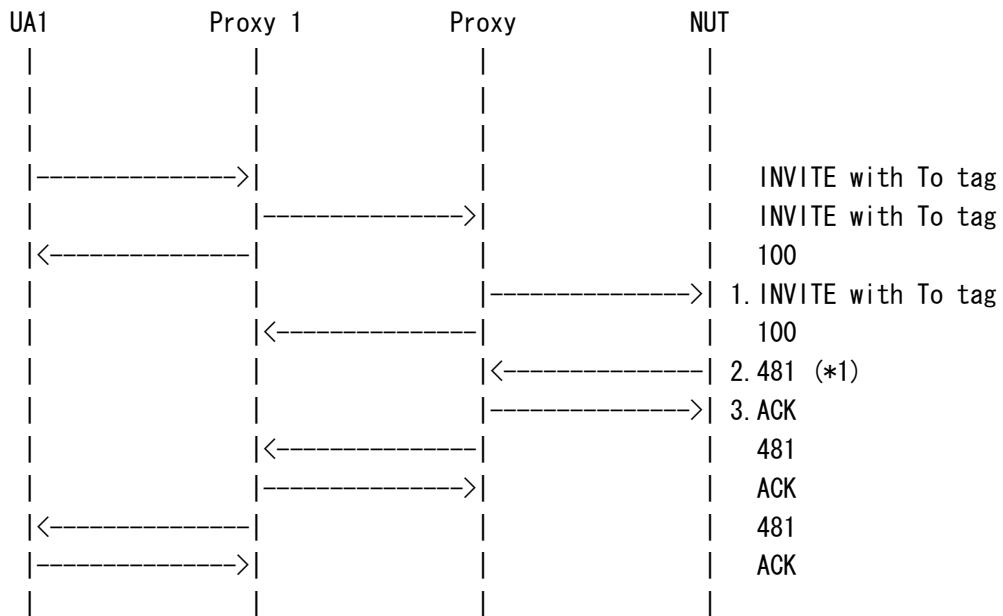 UA1 Proxy 1 Proxy NUT
INVITE with To tag
INVITE with To tag
100
1. INVITE with To tag
100
2. 481 (*1)
3. ACK
481
ACK
481
ACK